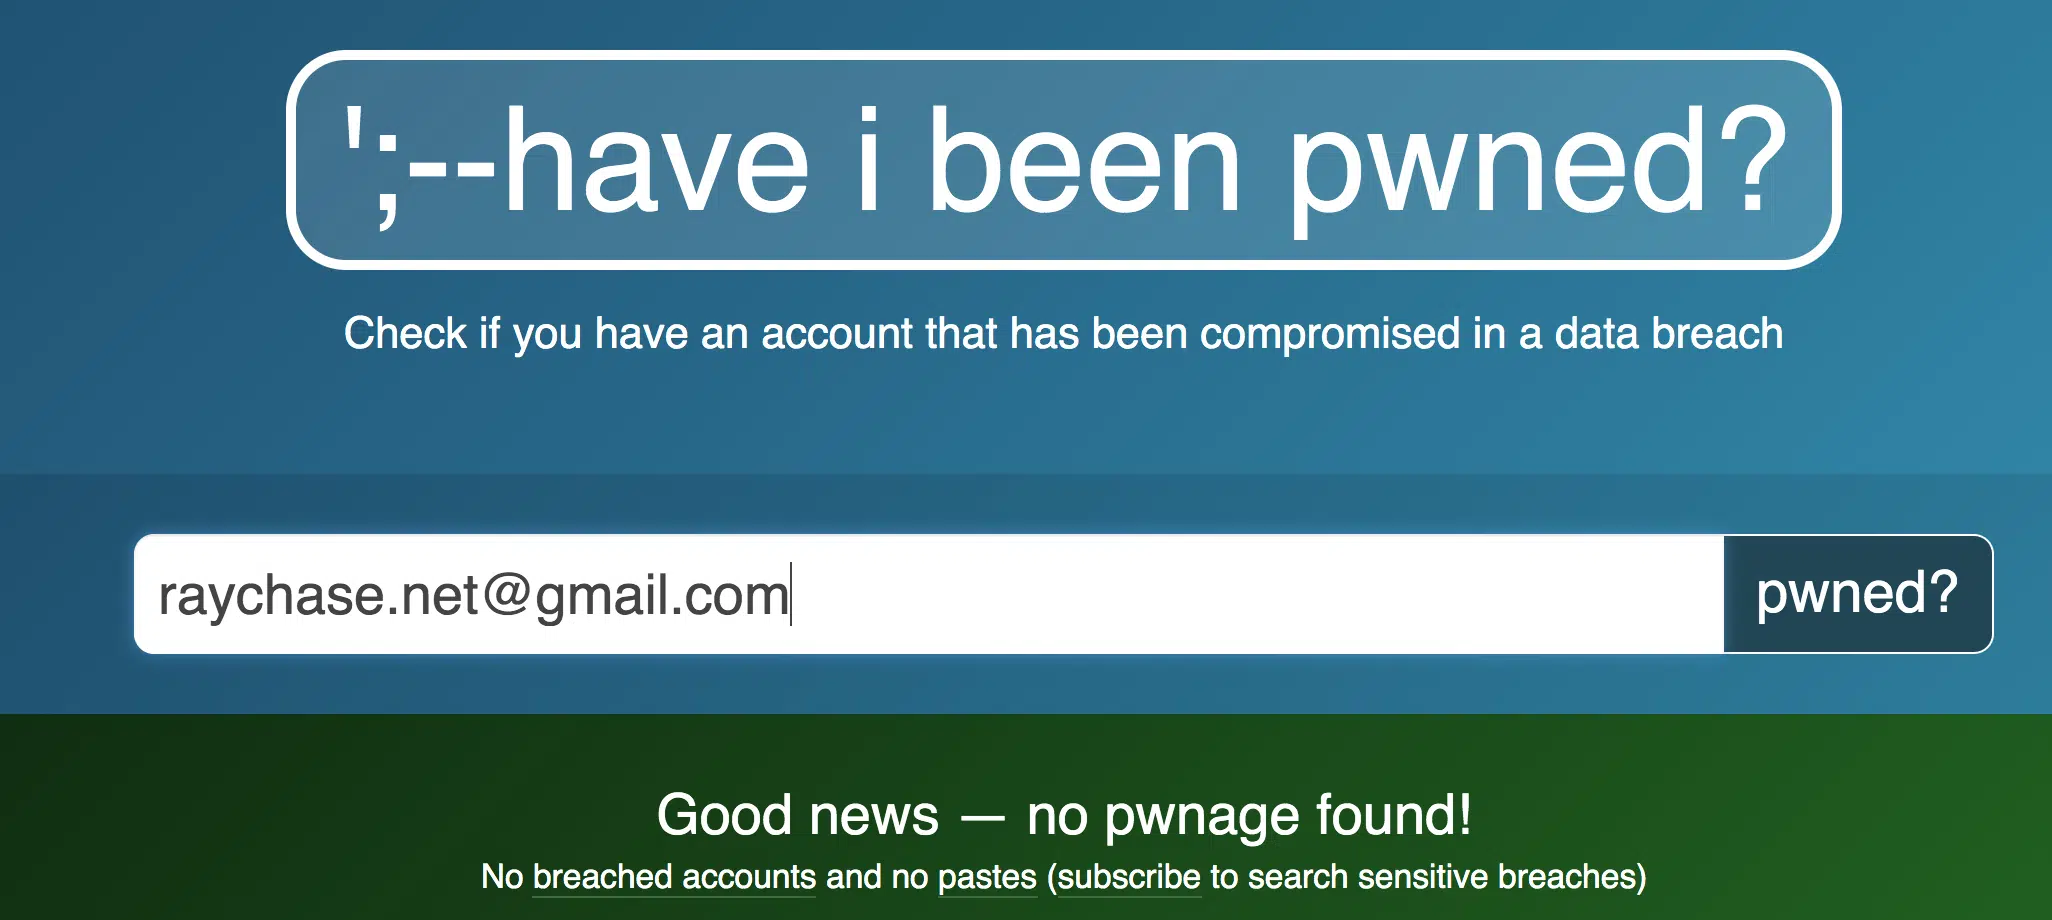 ';--have i been pwned?
Check if you have an account that has been compromised in a data breach
raychase.net@gmail.com
pwned?
Good news — no pwnage found!
No breached accounts and no pastes (subscribe to search sensitive breaches)